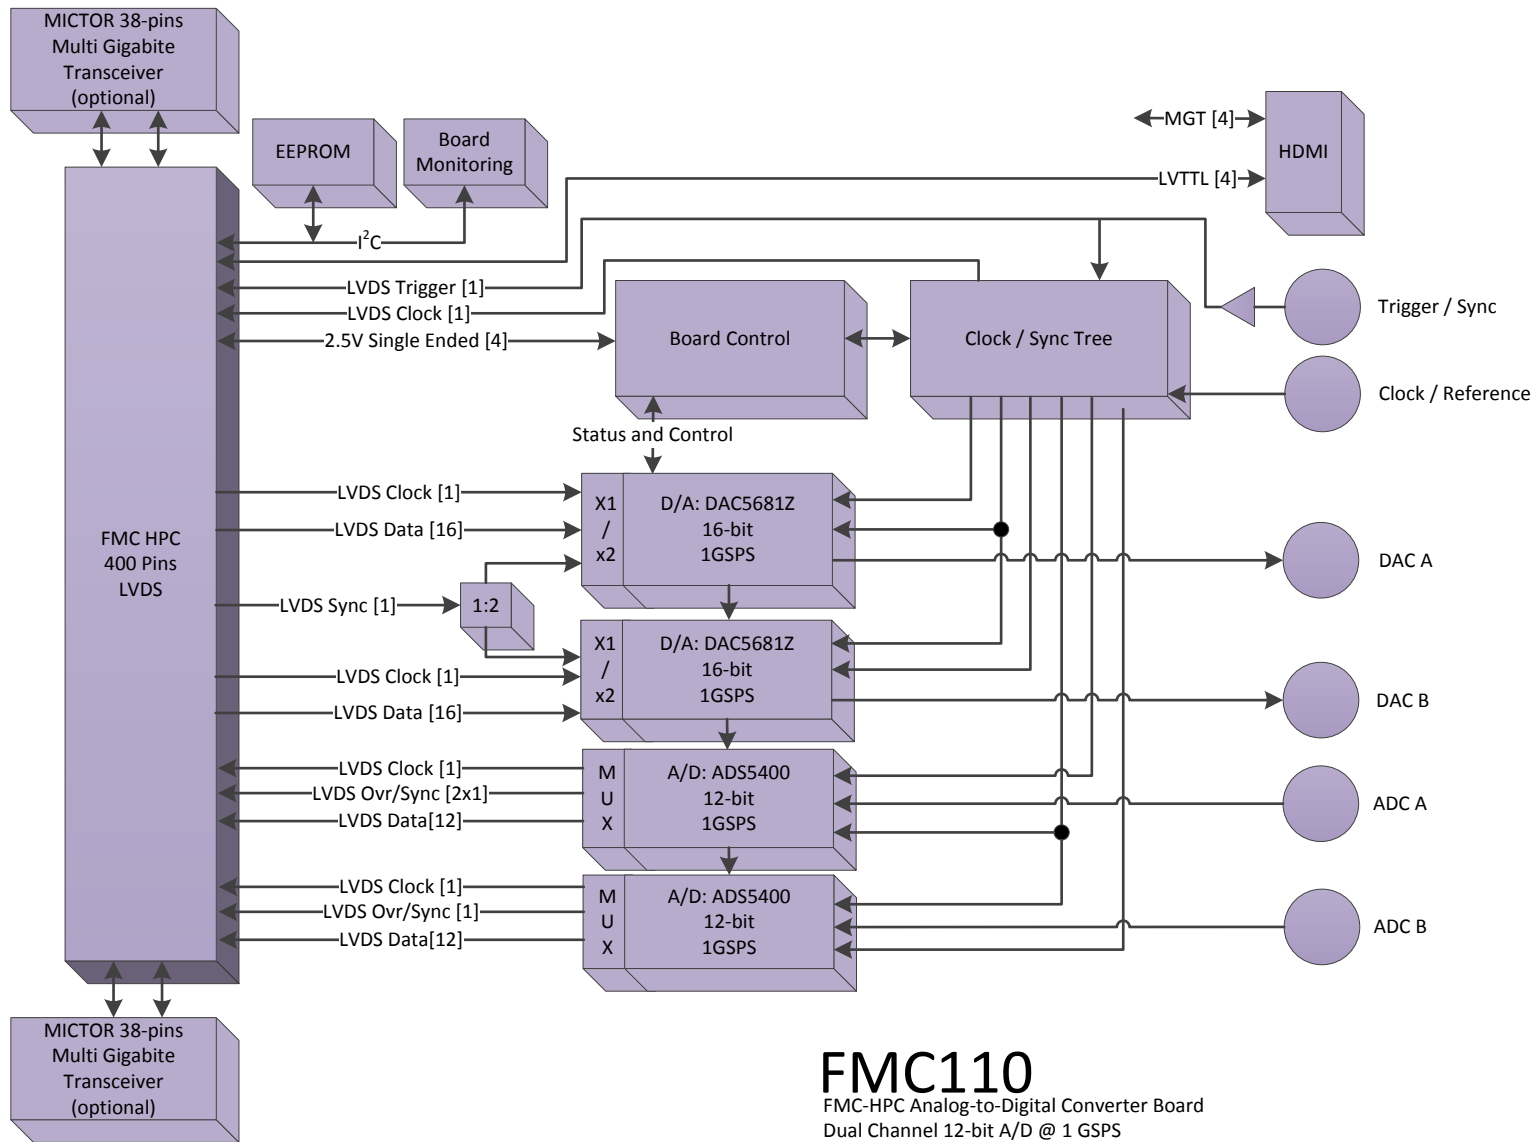 MICTOR 38-pins
Multi Gigabite
Transceiver
(optional)
EEPROM
Board
Monitoring
MGT [4]
HDMI
LVTTL [4]
I²C
LVDS Trigger [1]
LVDS Clock [1]
2.5V Single Ended [4]
Board Control
Clock / Sync Tree
Trigger / Sync
Clock / Reference
Status and Control
FMC HPC
400 Pins
LVDS
LVDS Clock [1]
LVDS Data [16]
LVDS Sync [1]
1:2
LVDS Clock [1]
LVDS Data [16]
X1
/
x2
D/A: DAC5681Z
16-bit
1GSPS
DAC A
X1
/
x2
D/A: DAC5681Z
16-bit
1GSPS
DAC B
LVDS Clock [1]
LVDS Ovr/Sync [2x1]
LVDS Data[12]
M
U
X
A/D: ADS5400
12-bit
1GSPS
ADC A
LVDS Clock [1]
LVDS Ovr/Sync [1]
LVDS Data[12]
M
U
X
A/D: ADS5400
12-bit
1GSPS
ADC B
MICTOR 38-pins
Multi Gigabite
Transceiver
(optional)
FMC110
FMC-HPC Analog-to-Digital Converter Board
Dual Channel 12-bit A/D @ 1 GSPS